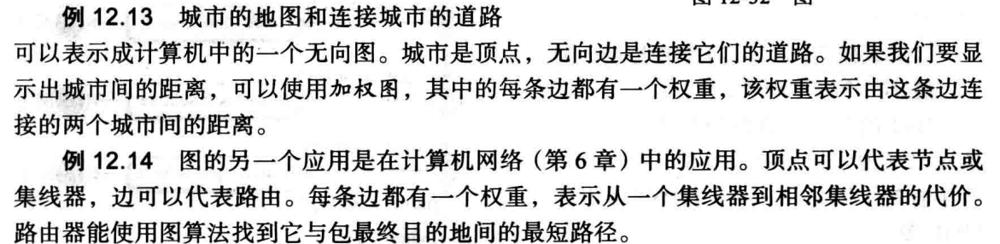 例 12.13 城市的地图和连接城市的道路
可以表示成计算机中的一个无向图。城市是顶点，无向边是连接它们的道路。如果我们要显
示出城市间的距离，可以使用加权图，其中的每条边都有一个权重，该权重表示由这条边连
接的两个城市间的距离。
例 12.14 图的另一个应用是在计算机网络（第 6 章）中的应用。顶点可以代表节点或
集线器，边可以代表路由。每条边都有一个权重，表示从一个集线器到相邻集线器的代价。
路由器能使用图算法找到它与包最终目的地间的最短路径。